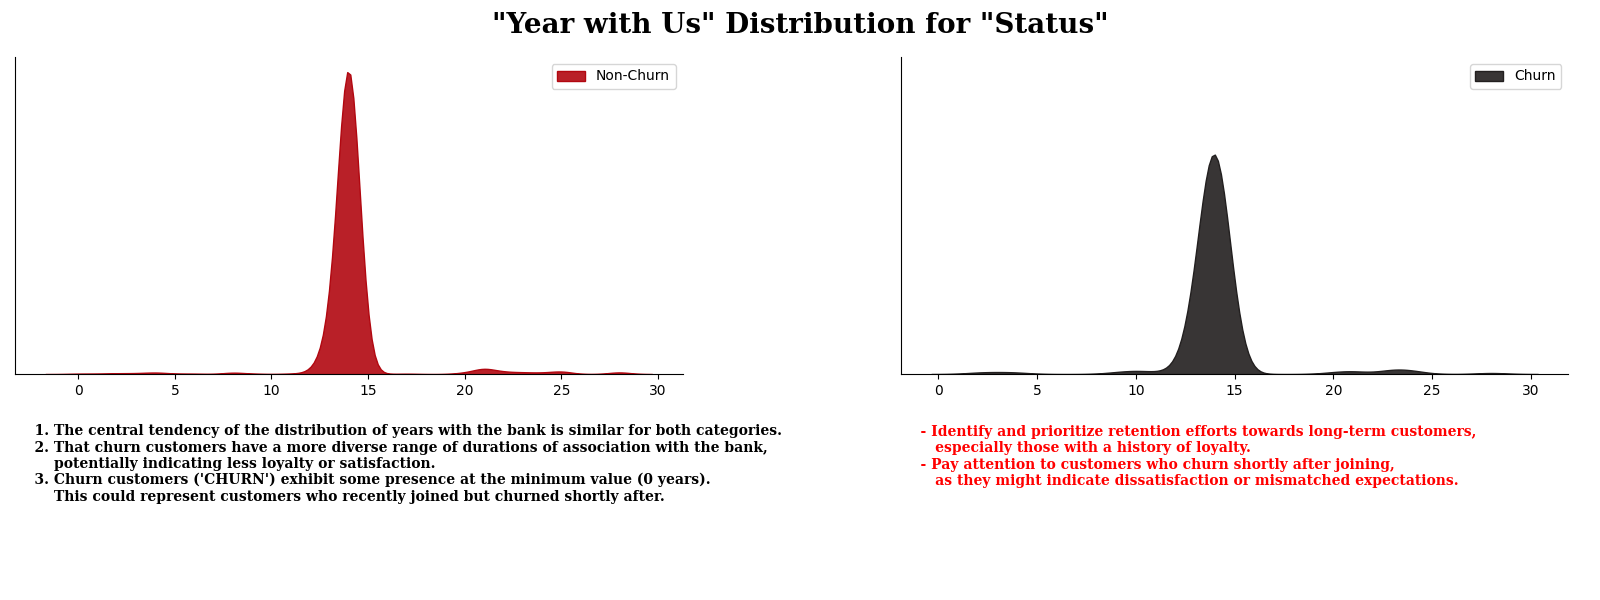 "Year with Us" Distribution for "Status"
Non-Churn
0 5 10 15 20 25 30
Churn
0 5 10 15 20 25 30
1. The central tendency of the distribution of years with the bank is similar for both categories.
2. That churn customers have a more diverse range of durations of association with the bank,
potentially indicating less loyalty or satisfaction.
3. Churn customers ('CHURN') exhibit some presence at the minimum value (0 years).
This could represent customers who recently joined but churned shortly after.
- Identify and prioritize retention efforts towards long-term customers,
especially those with a history of loyalty.
- Pay attention to customers who churn shortly after joining,
as they might indicate dissatisfaction or mismatched expectations.